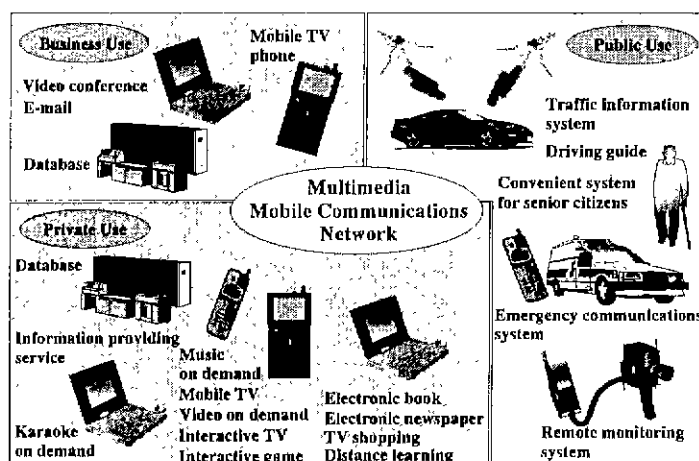 Business Use
Mobile TV
phone
Video conference
E-mail
Database
Public Use
Traffic information
system
Driving guide
Convenient system
for senior citizens
Emergency communications
system
Remote monitoring
system
Multimedia
Mobile Communications
Network
Private Use
Database
Information providing
service
Karaoke
on demand
Music
on demand
Mobile TV
Video on demand
Interactive TV
Interactive game
Electronic book
Electronic newspaper
TV shopping
Distance learning